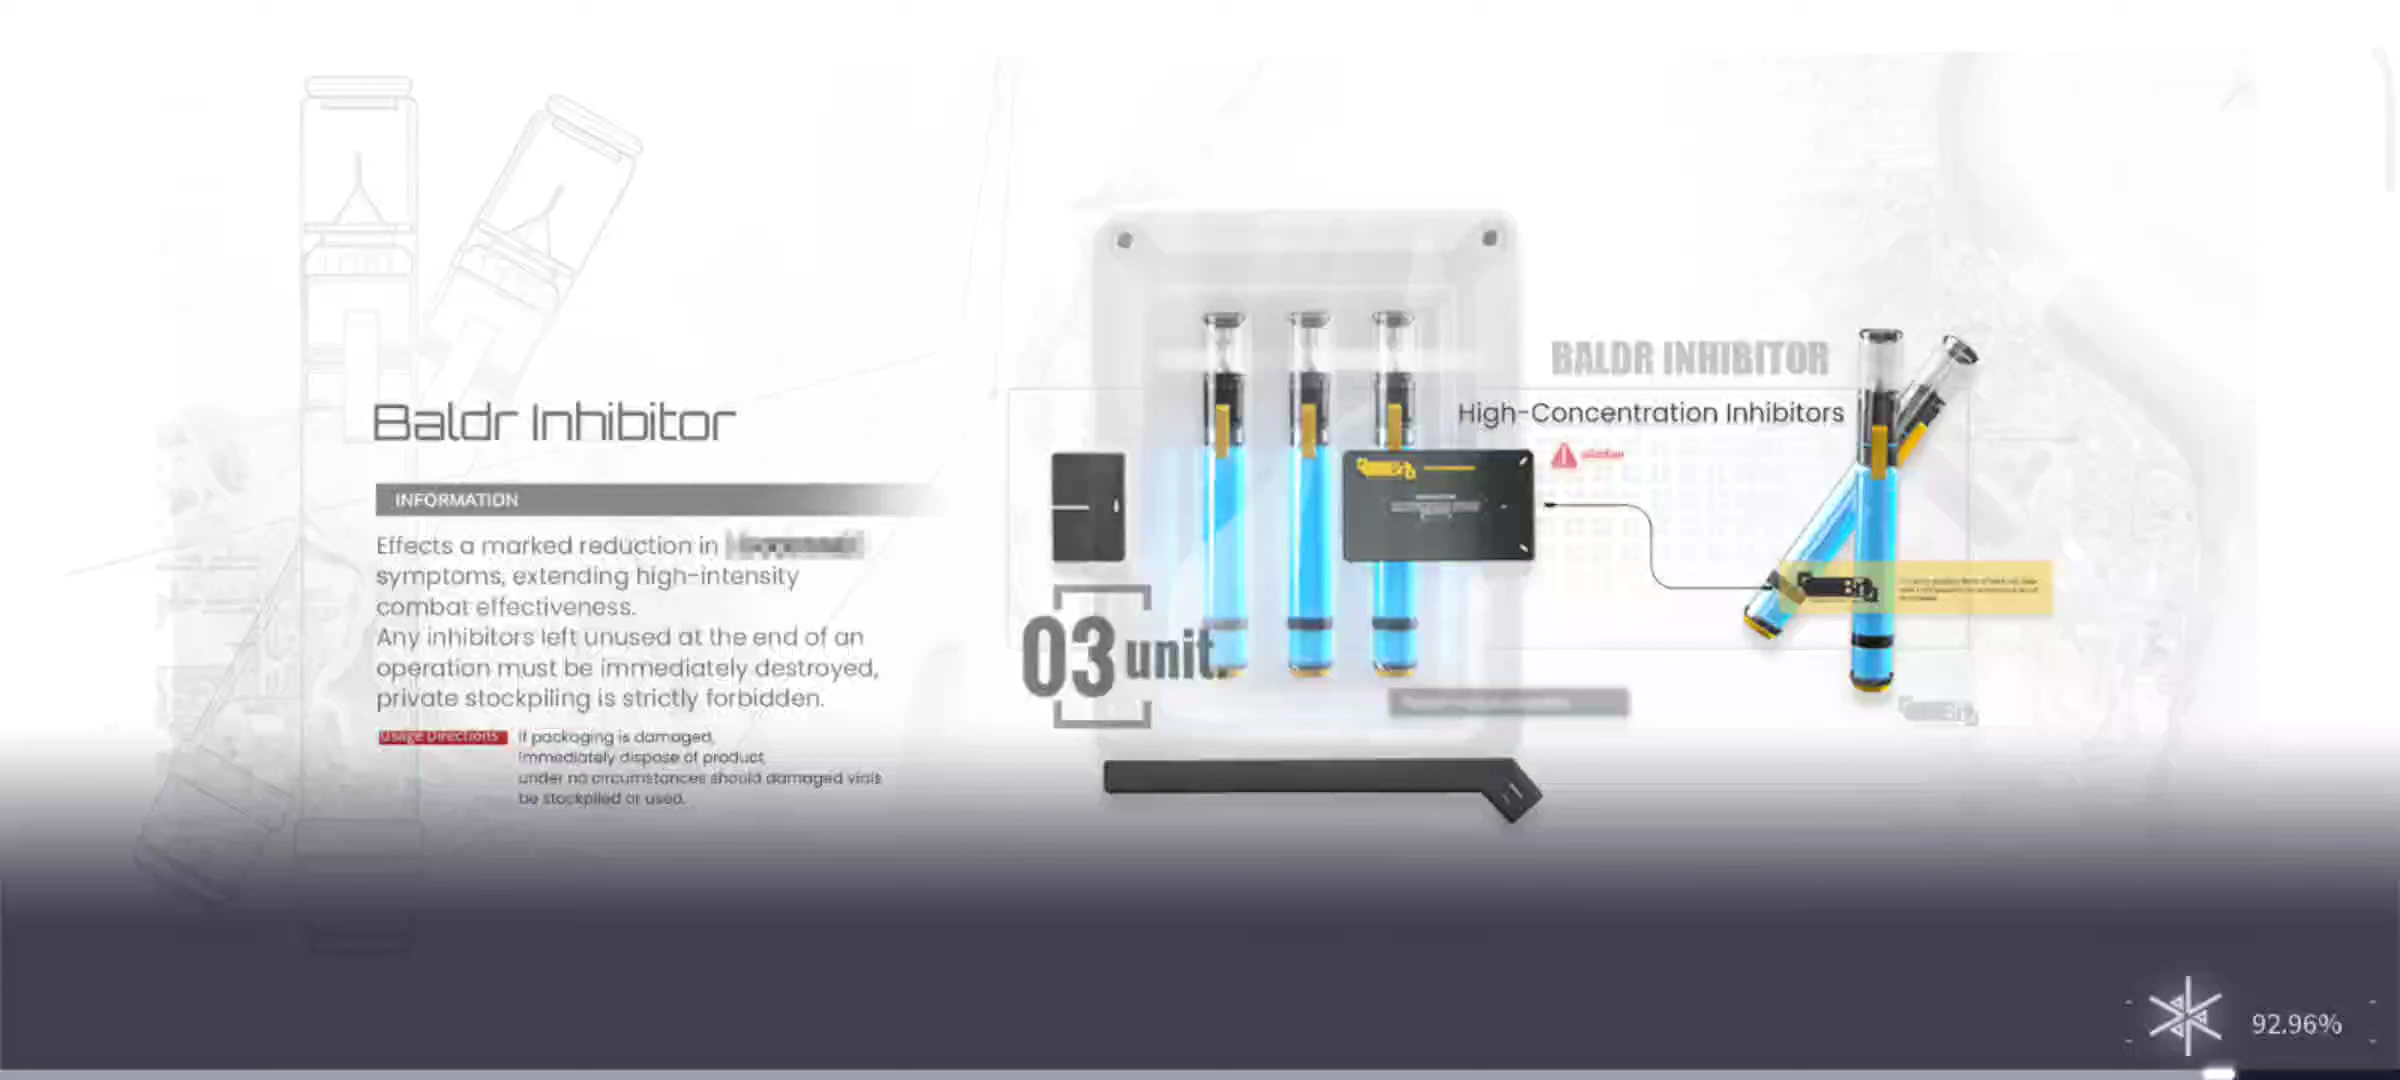 Baldr Inhibitor
INFORMATION
Effects a marked reduction in
symptoms, extending high-intensity
combat effectiveness.
Any inhibitors left unused at the end of an
operation must be immediately destroyed,
private stockpiling is strictly forbidden.
Usage Directions
If packaging is damaged,
immediately dispose of product,
under no circumstances should damaged vials
be stockpiled or used.
03 unit.
BALDR INHIBITOR
High-Concentration Inhibitors
92.96%